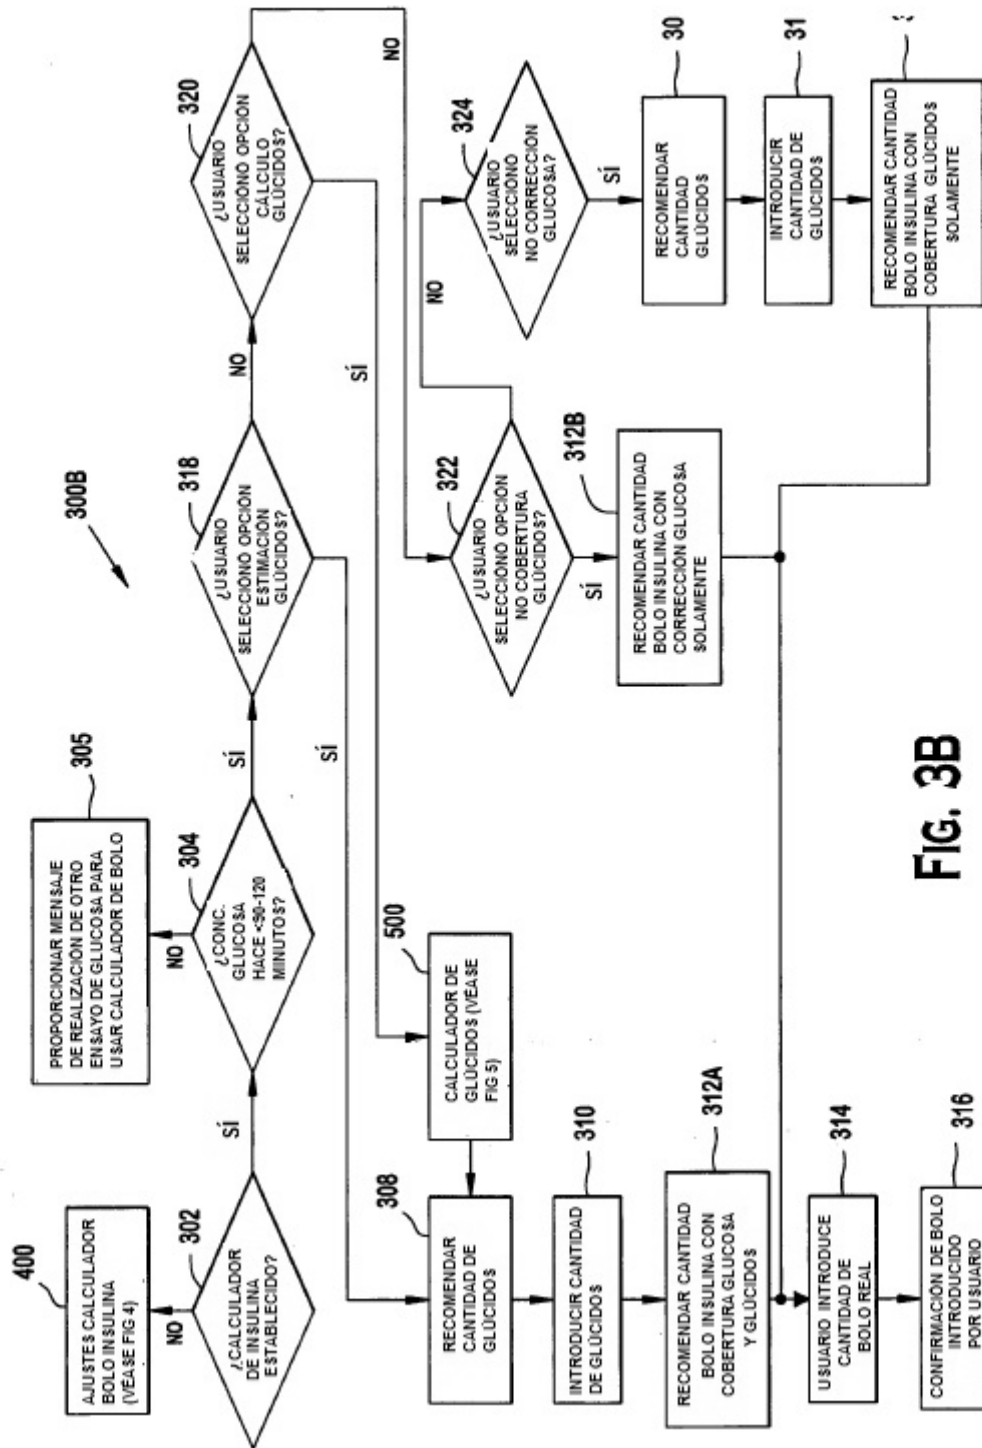 300B
400
AJUSTES CALCULADOR
BOLO INSULINA
(VÉASE FIG 4)
NO
302
¿CALCULADOR
DE INSULINA
ESTABLECIDO?
SÍ
305
PROPORCIONAR MENSAJE
DE REALIZACIÓN DE OTRO
ENSAYO DE GLUCOSA PARA
USAR CALCULADOR DE BOLO
NO
304
¿CONC.
GLUCOSA
HACE <90-120
MINUTOS?
SÍ
318
¿USUARIO
SELECCIÓNO OPCIÓN
ESTIMACIÓN
GLÚCIDOS?
NO
SÍ
320
¿USUARIO
SELECCIÓNO OPCIÓN
CÁLCULO
GLÚCIDOS?
NO
SÍ
500
CALCULADOR DE
GLÚCIDOS (VÉASE
FIG 5)
308
RECOMENDAR
CANTIDAD DE
GLÚCIDOS
310
INTRODUCIR CANTIDAD
DE GLÚCIDOS
312A
RECOMENDAR CANTIDAD
BOLO INSULINA CON
COBERTURA GLUCOSA
Y GLÚCIDOS
314
USUARIO INTRODUCE
CANTIDAD DE
BOLO REAL
316
CONFIRMACIÓN DE BOLO
INTRODUCIDO
POR USUARIO
322
¿USUARIO
SELECCIÓNO OPCIÓN
NO COBERTURA
GLÚCIDOS?
NO
SÍ
312B
RECOMENDAR CANTIDAD
BOLO INSULINA CON
CORRECCIÓN GLUCOSA
SOLAMENTE
324
¿USUARIO
SELECCIÓNO
NO CORRECCIÓN
GLUCOSA?
SÍ
30
RECOMENDAR
CANTIDAD
GLÚCIDOS
31
INTRODUCIR
CANTIDAD DE
GLÚCIDOS
RECOMENDAR CANTIDAD
BOLO INSULINA CON
COBERTURA GLÚCIDOS
SOLAMENTE
FIG. 3B